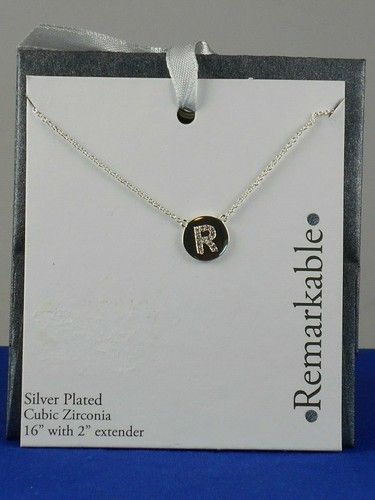 R
•Remarkable•
Silver Plated
Cubic Zirconia
16” with 2” extender